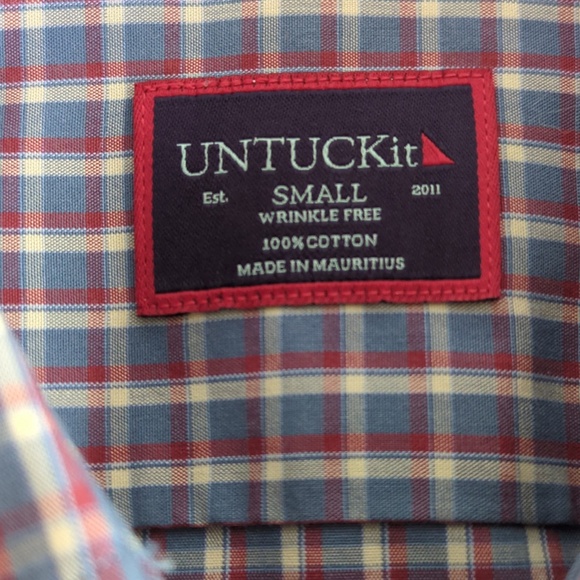 UNTUCKit
Est. SMALL 2011
WRINKLE FREE
100% COTTON
MADE IN MAURITIUS